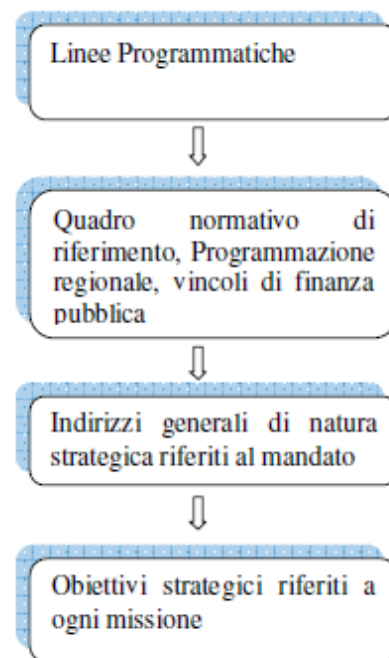 Linee Programmatiche
Quadro normativo di
riferimento, Programmazione
regionale, vincoli di finanza
pubblica
Indirizzi generali di natura
strategica riferiti al mandato
Obiettivi strategici riferiti a
ogni missione